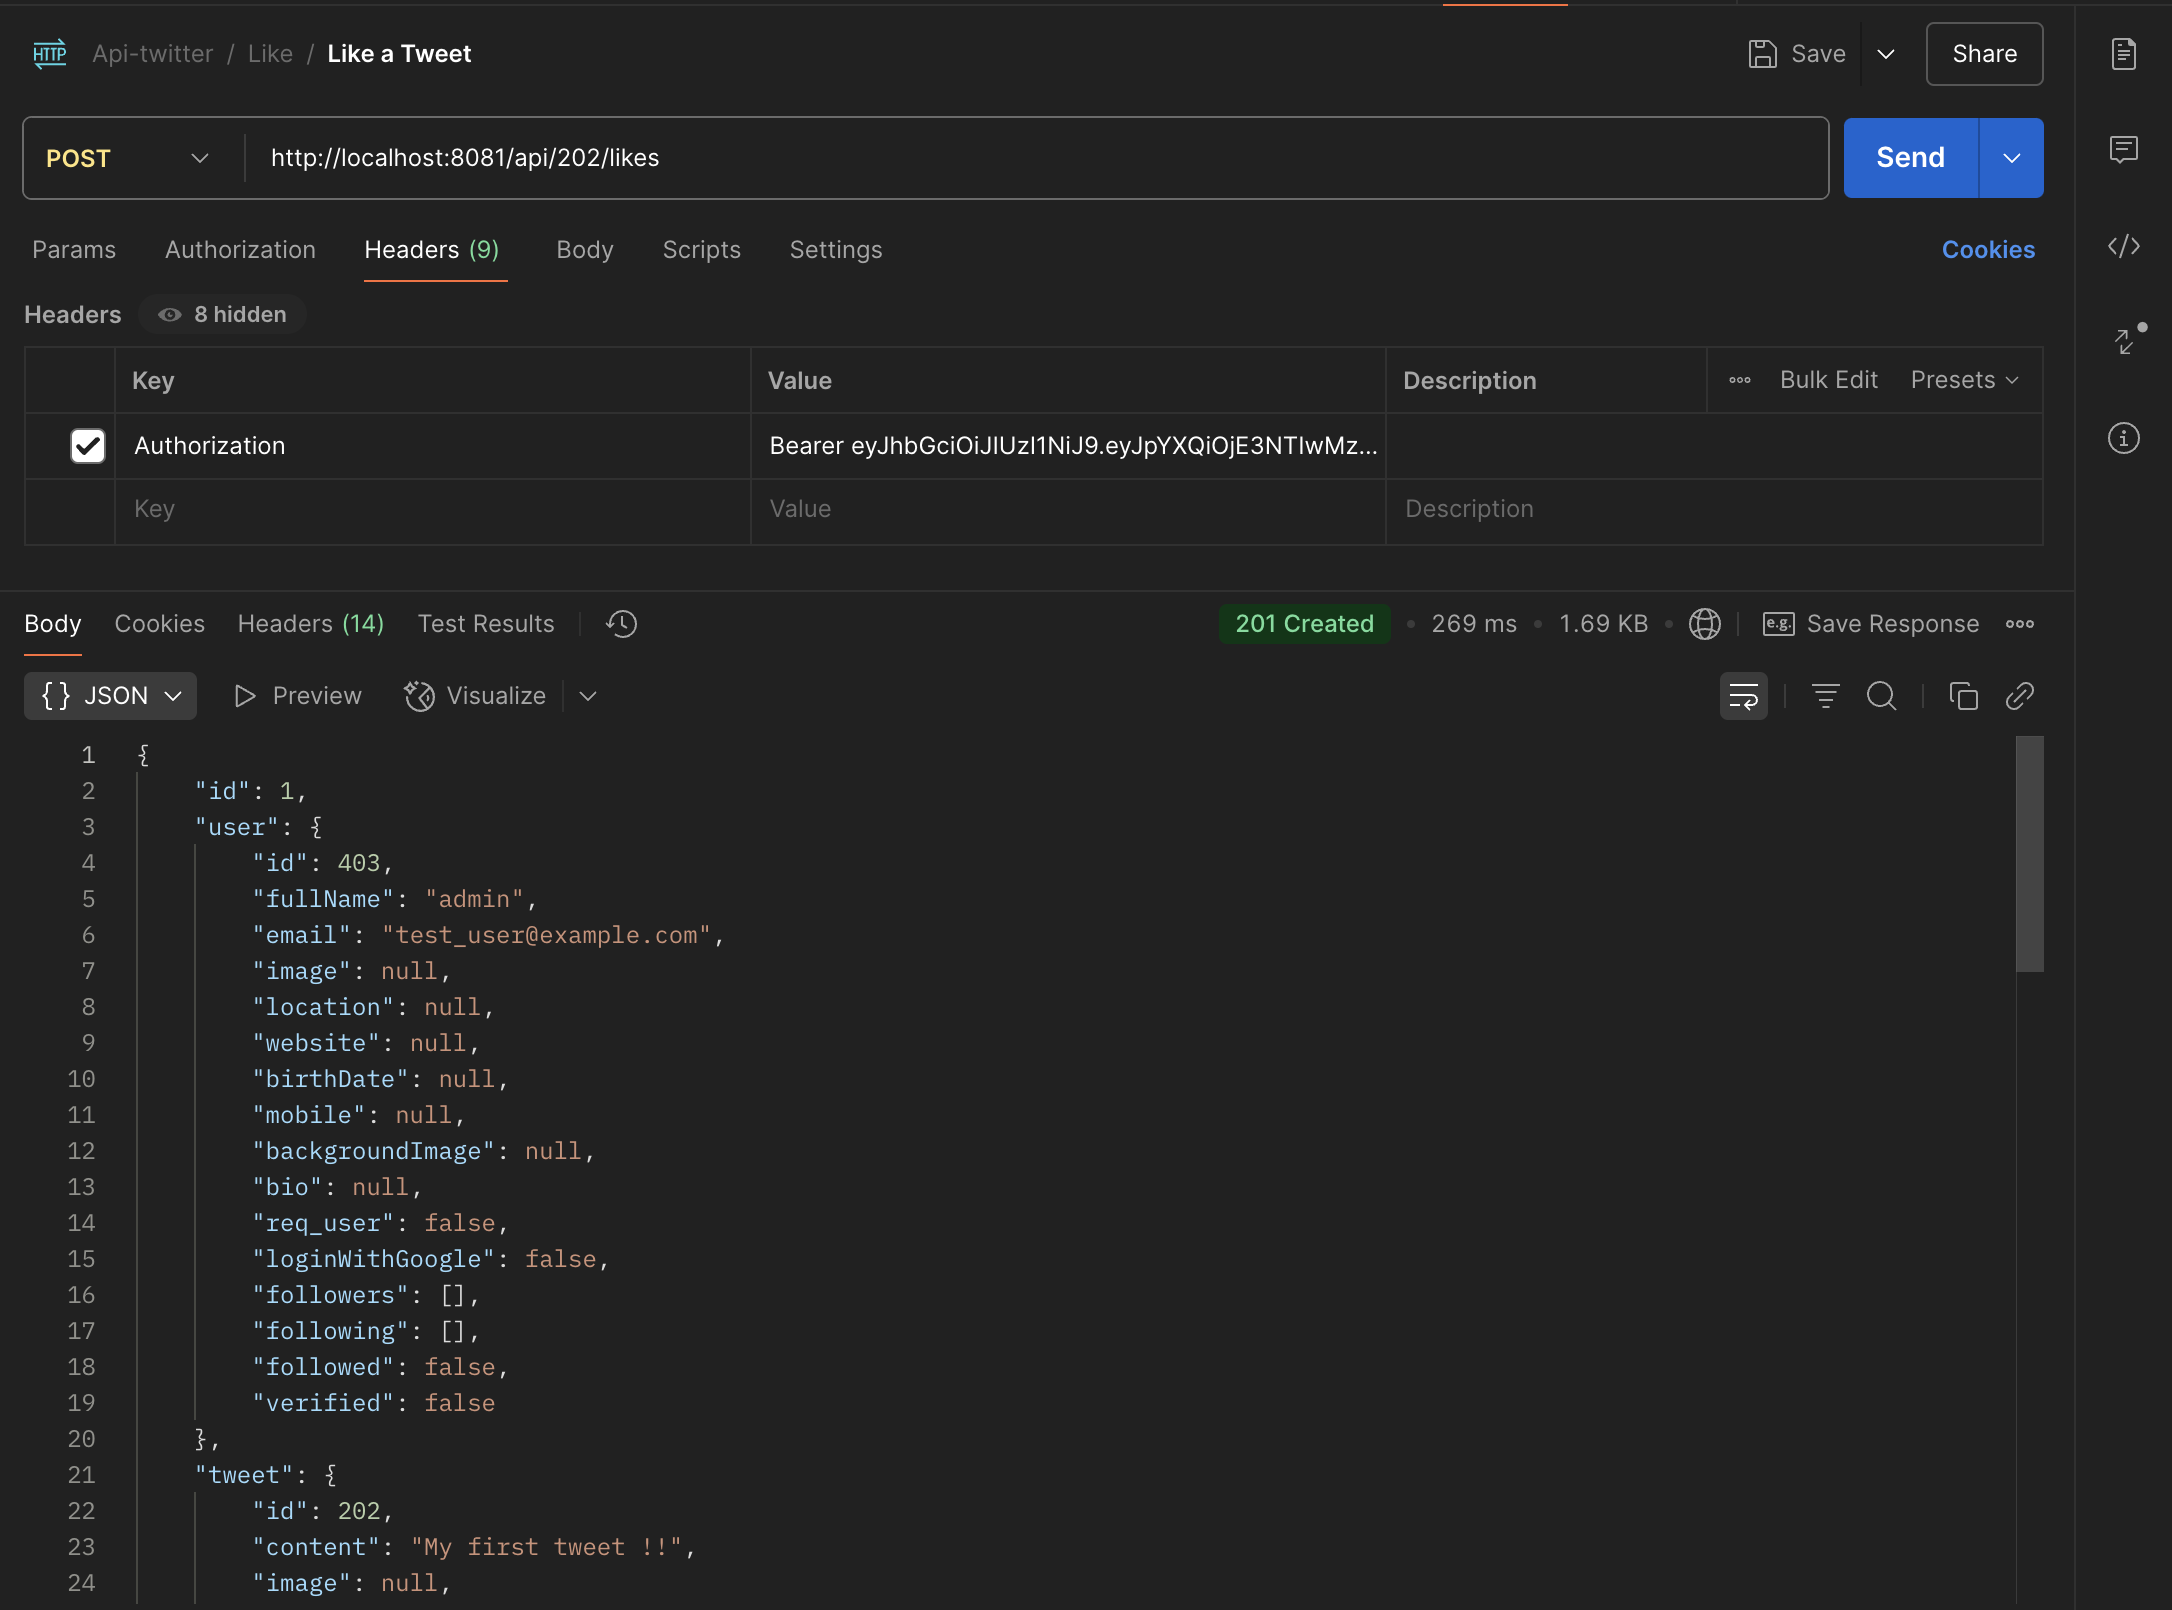 HTTP Api-twitter / Like / Like a Tweet Save Share
POST http://localhost:8081/api/202/likes Send
Params Authorization Headers (9) Body Scripts Settings Cookies
Headers 8 hidden
Key Value Description Bulk Edit Presets
Authorization Bearer eyJhbGciOiJIUzI1NiJ9.eyJpYXQiOjE3NTIwMz...
Key Value Description
Body Cookies Headers (14) Test Results 201 Created • 269 ms • 1.69 KB • e.g. Save Response
{} JSON Preview Visualize
1 {
2 "id": 1,
3 "user": {
4 "id": 403,
5 "fullName": "admin",
6 "email": "test_user@example.com",
7 "image": null,
8 "location": null,
9 "website": null,
10 "birthDate": null,
11 "mobile": null,
12 "backgroundImage": null,
13 "bio": null,
14 "req_user": false,
15 "loginWithGoogle": false,
16 "followers": [],
17 "following": [],
18 "followed": false,
19 "verified": false
20 },
21 "tweet": {
22 "id": 202,
23 "content": "My first tweet !!",
24 "image": null,